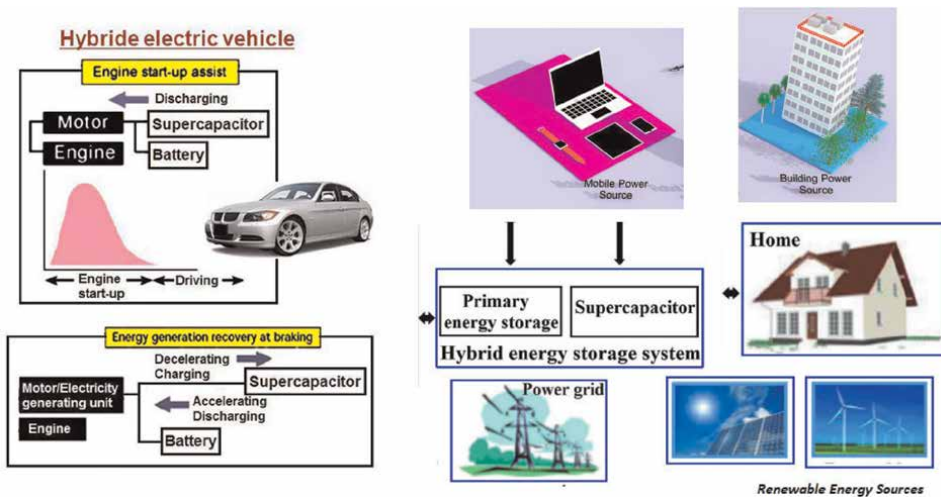 Hybride electric vehicle
Engine start-up assist
Discharging
Motor
Supercapacitor
Engine
Battery
Engine
start-up
Driving
Energy generation recovery at braking
Decelerating
Charging
Supercapacitor
Motor/Electricity
generating unit
Accelerating
Discharging
Engine
Battery
Mobile Power
Source
Building Power
Source
Primary
energy storage
Supercapacitor
Hybrid energy storage system
Home
Power grid
Renewable Energy Sources